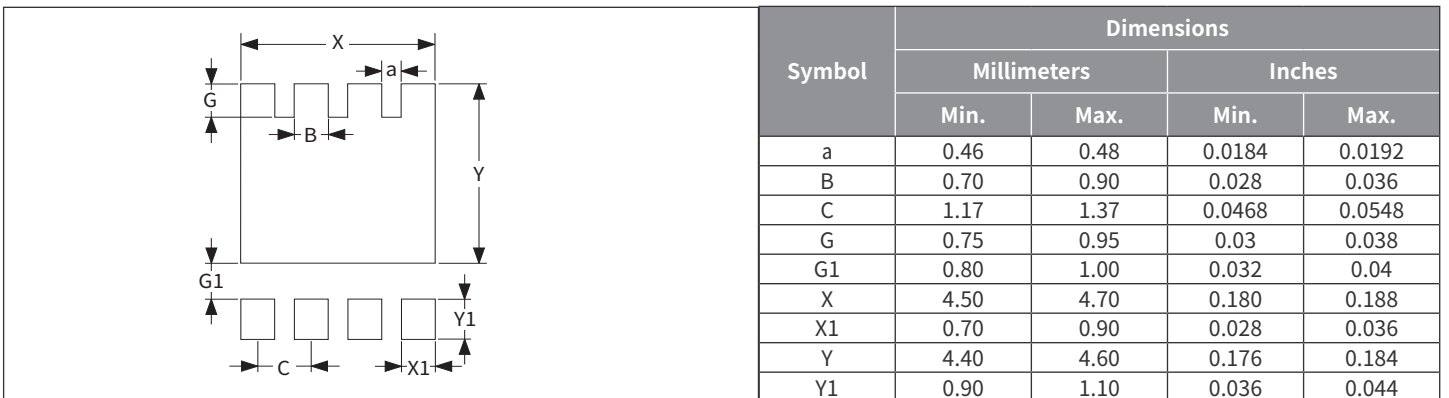 X
a
G
B
Y
G1
Y1
C
X1
Dimensions
Symbol Millimeters Inches
Min. Max. Min. Max.
a 0.46 0.48 0.0184 0.0192
B 0.70 0.90 0.028 0.036
C 1.17 1.37 0.0468 0.0548
G 0.75 0.95 0.03 0.038
G1 0.80 1.00 0.032 0.04
X 4.50 4.70 0.180 0.188
X1 0.70 0.90 0.028 0.036
Y 4.40 4.60 0.176 0.184
Y1 0.90 1.10 0.036 0.044